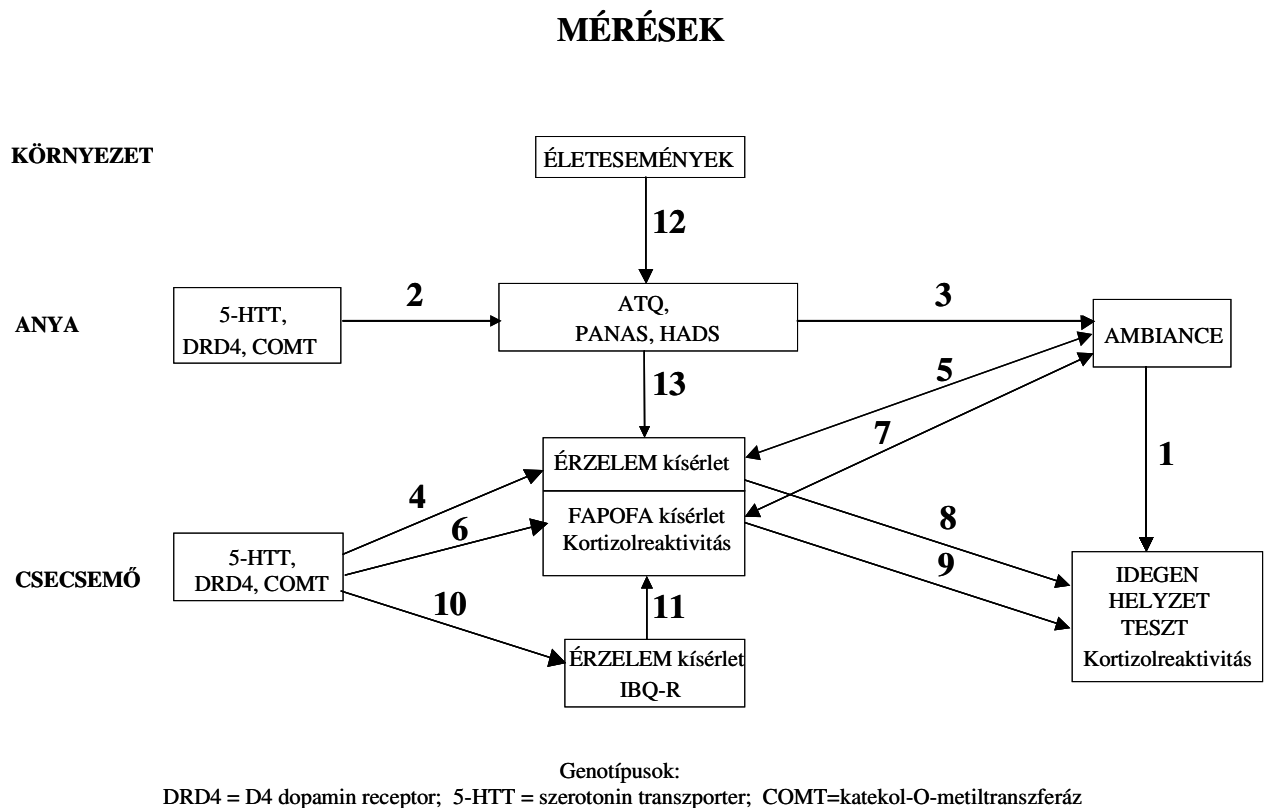 MÉRÉSEK
KÖRNYEZET
ÉLETESEMÉNYEK
12
ANYA
5-HTT,
DRD4, COMT
2
ATQ,
PANAS, HADS
3
AMBIANCE
13
5
7
1
ÉRZELEM kísérlet
FAPOFA kísérlet
Kortizolreaktivitás
4
6
8
9
CSECSEMŐ
5-HTT,
DRD4, COMT
10
11
ÉRZELEM kísérlet
IBQ-R
IDEGEN
HELYZET
TESZT
Kortizolreaktivitás
Genotípusok:
DRD4 = D4 dopamin receptor; 5-HTT = szerotonin transzporter; COMT=katekol-O-metiltranszferáz